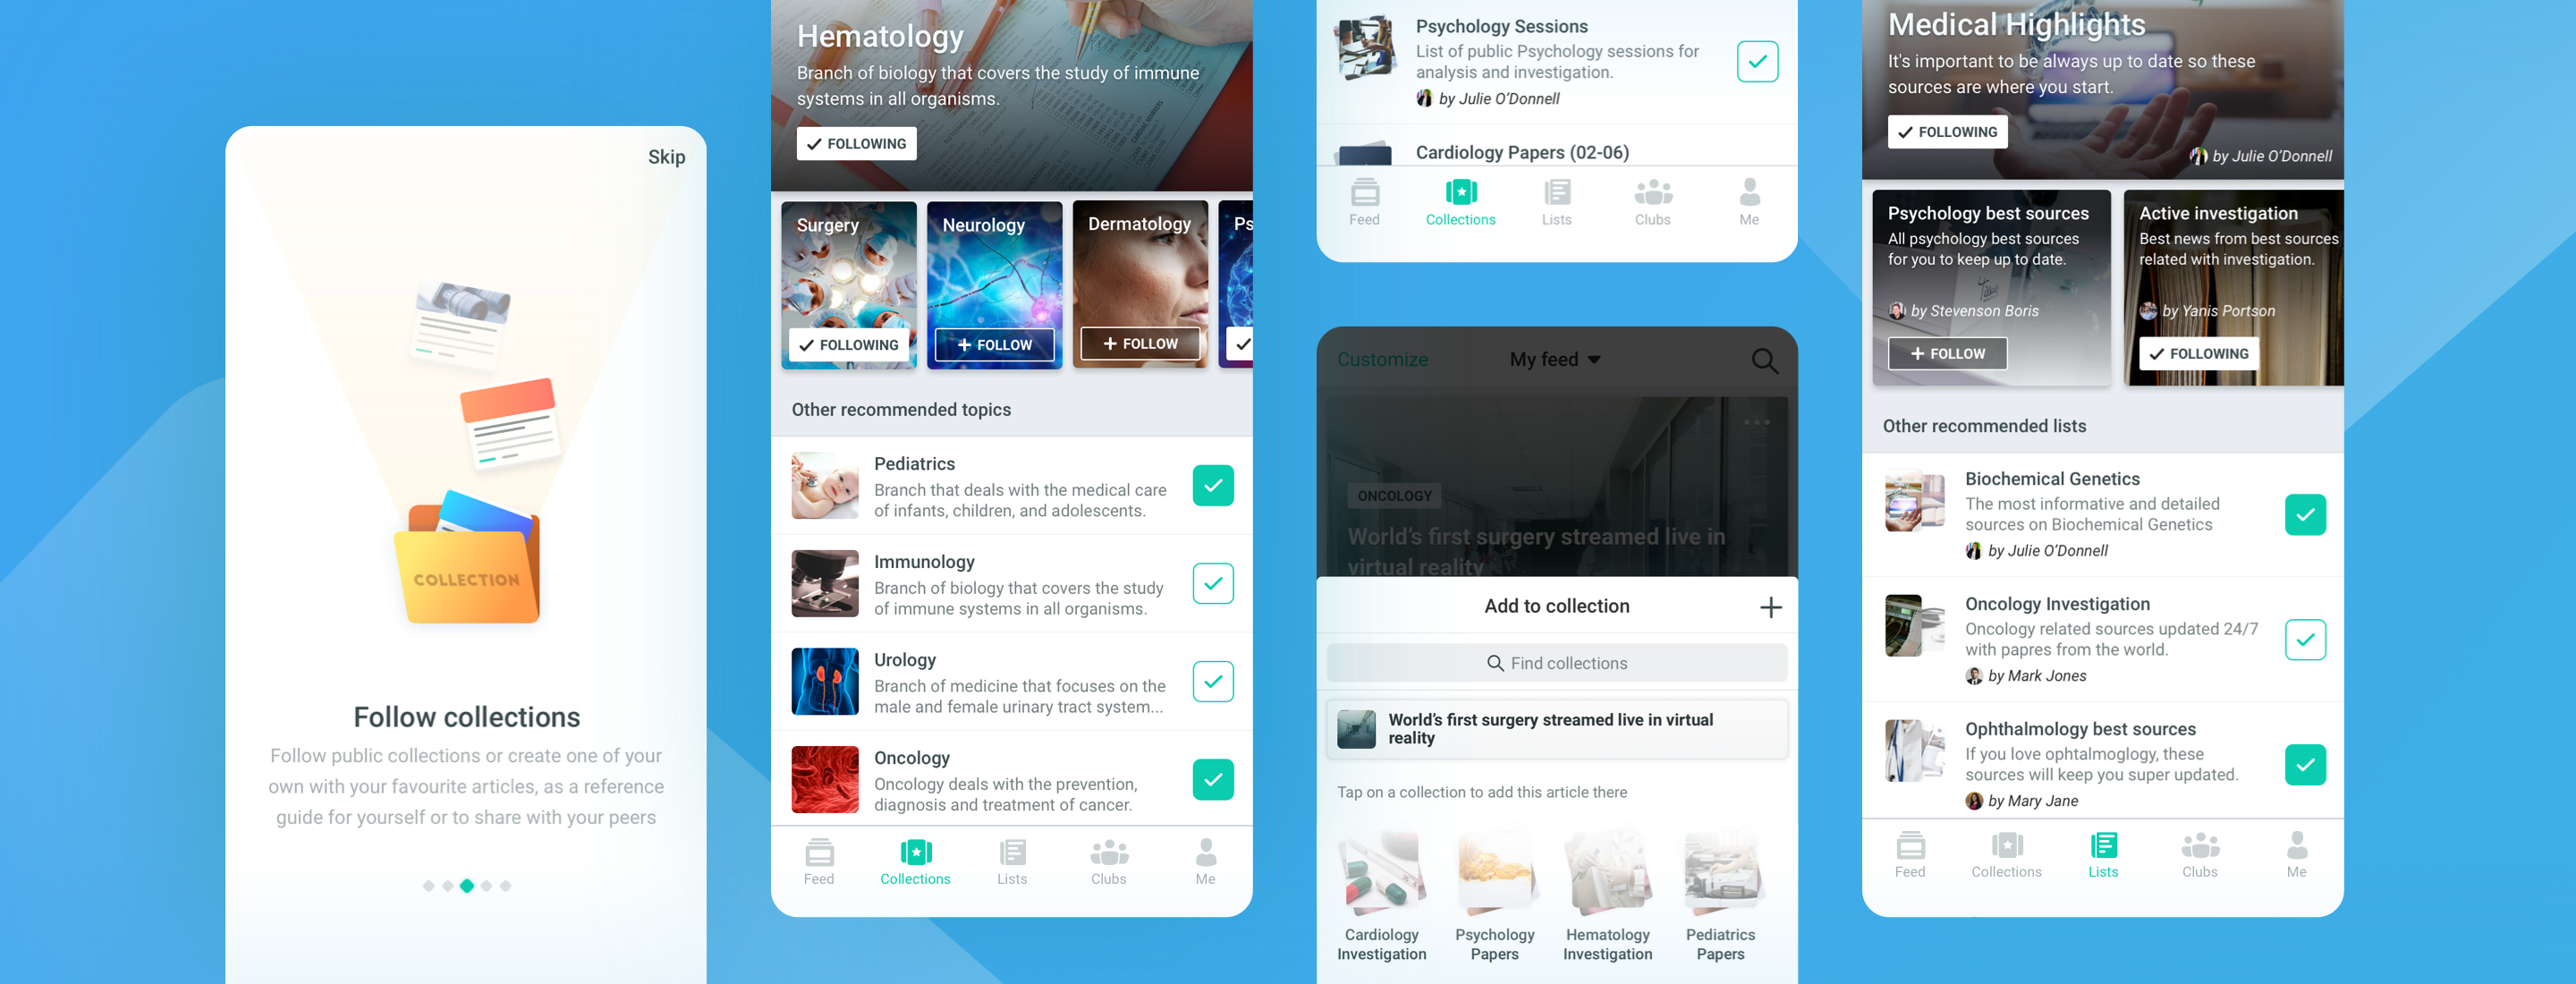 Skip
COLLECTION
Follow collections
Follow public collections or create one of your
own with your favourite articles, as a reference
guide for yourself or to share with your peers
Hematology
Branch of biology that covers the study of immune
systems in all organisms.
FOLLOWING
Surgery
FOLLOWING
Neurology
+ FOLLOW
Dermatology
+ FOLLOW
Ps
Other recommended topics
Pediatrics
Branch that deals with the medical care
of infants, children, and adolescents.
Immunology
Branch of biology that covers the study
of immune systems in all organisms.
Urology
Branch of medicine that focuses on the
male and female urinary tract system...
Oncology
Oncology deals with the prevention,
diagnosis and treatment of cancer.
Feed
Collections
Lists
Clubs
Me
Psychology Sessions
List of public Psychology sessions for
analysis and investigation.
by Julie O'Donnell
Cardiology Papers (02-06)
Feed
Collections
Lists
Clubs
Me
Customize
My feed
ONCOLOGY
World's first surgery streamed live in
virtual reality
Add to collection
Find collections
World's first surgery streamed live in virtual
reality
Tap on a collection to add this article there
Cardiology
Investigation
Psychology
Papers
Hematology
Investigation
Pediatrics
Papers
Medical Highlights
It's important to be always up to date so these
sources are where you start.
FOLLOWING
by Julie O'Donnell
Psychology best sources
All psychology best sources
for you to keep up to date.
by Stevenson Boris
+ FOLLOW
Active investigation
Best news from best sources
related with investigation.
by Yanis Portson
FOLLOWING
Other recommended lists
Biochemical Genetics
The most informative and detailed
sources on Biochemical Genetics
by Julie O'Donnell
Oncology Investigation
Oncology related sources updated 24/7
with papres from the world.
by Mark Jones
Ophthalmology best sources
If you love ophtalmoglogy, these
sources will keep you super updated.
by Mary Jane
Feed
Collections
Lists
Clubs
Me